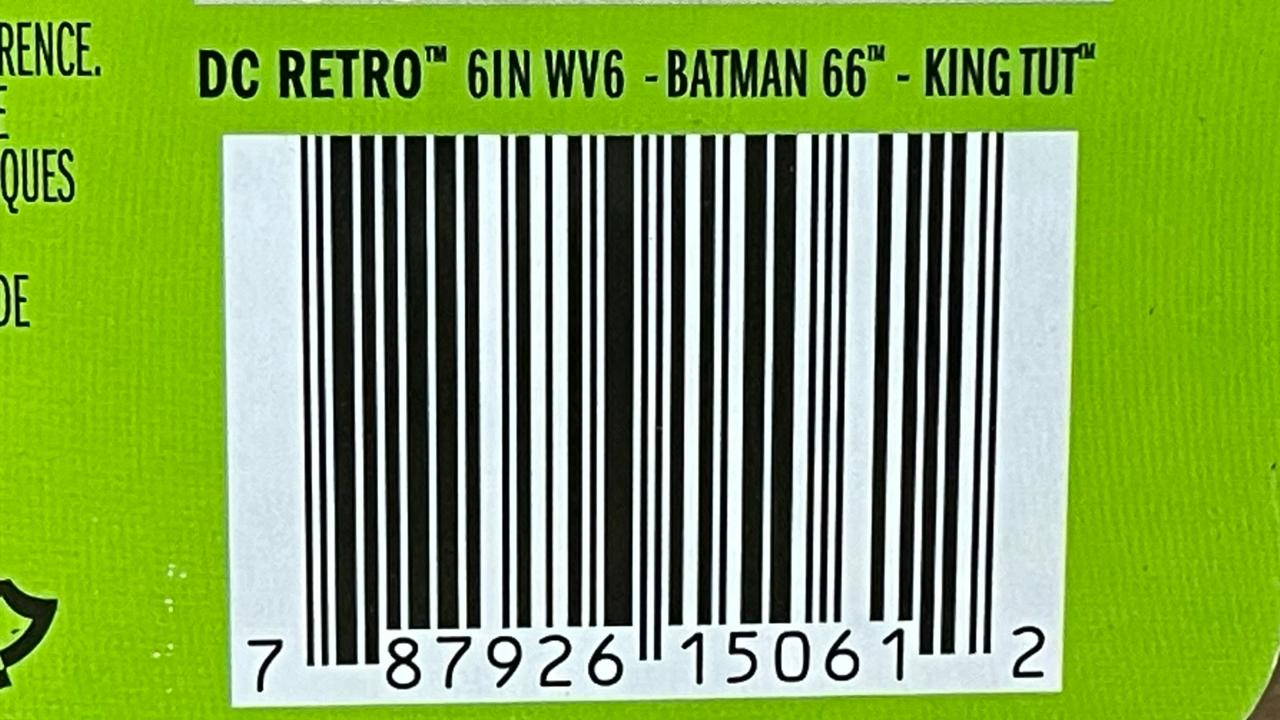 RENCE.
QUES
DE
DC RETRO™ 6IN WV6 - BATMAN 66™ - KING TUT™
7 87926 15061 2